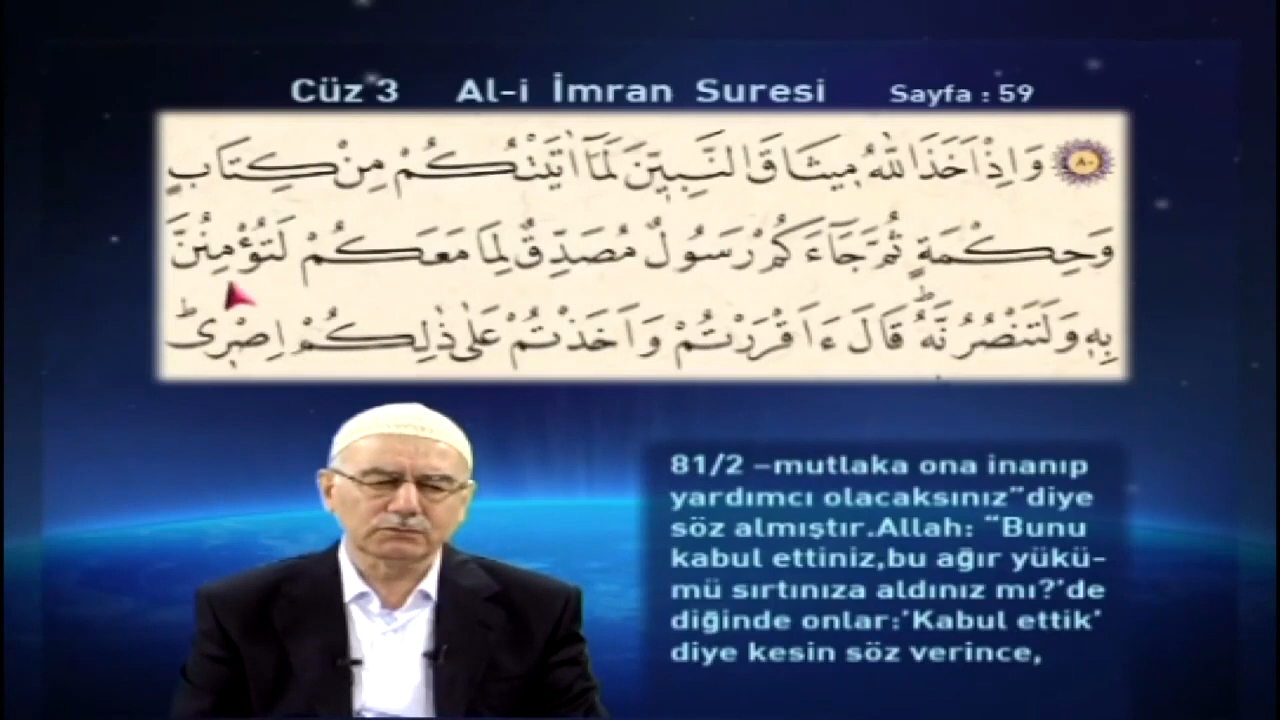 Cüz 3 Al-i İmran Suresi Sayfa : 59
٨٠ وَاِذْ اَخَذَ اللّٰهُ م۪يثَاقَ النَّبِيّ۪نَ لَمَٓا اٰتَيْتُكُمْ مِنْ كِتَابٍ
وَحِكْمَةٍ ثُمَّ جَٓاءَكُمْ رَسُولٌ مُصَدِّقٌ لِمَا مَعَكُمْ لَتُؤْمِنُنَّ
بِه۪ وَلَتَنْصُرُنَّهُۜ قَالَ ءَاَقْرَرْتُمْ وَاَخَذْتُمْ عَلٰى ذٰلِكُمْ اِصْر۪يۜ
81/2 –mutlaka ona inanıp
yardımcı olacaksınız”diye
söz almıştır.Allah: “Bunu
kabul ettiniz,bu ağır yükü-
mü sırtınıza aldınız mı?’de
diğinde onlar:’Kabul ettik’
diye kesin söz verince,